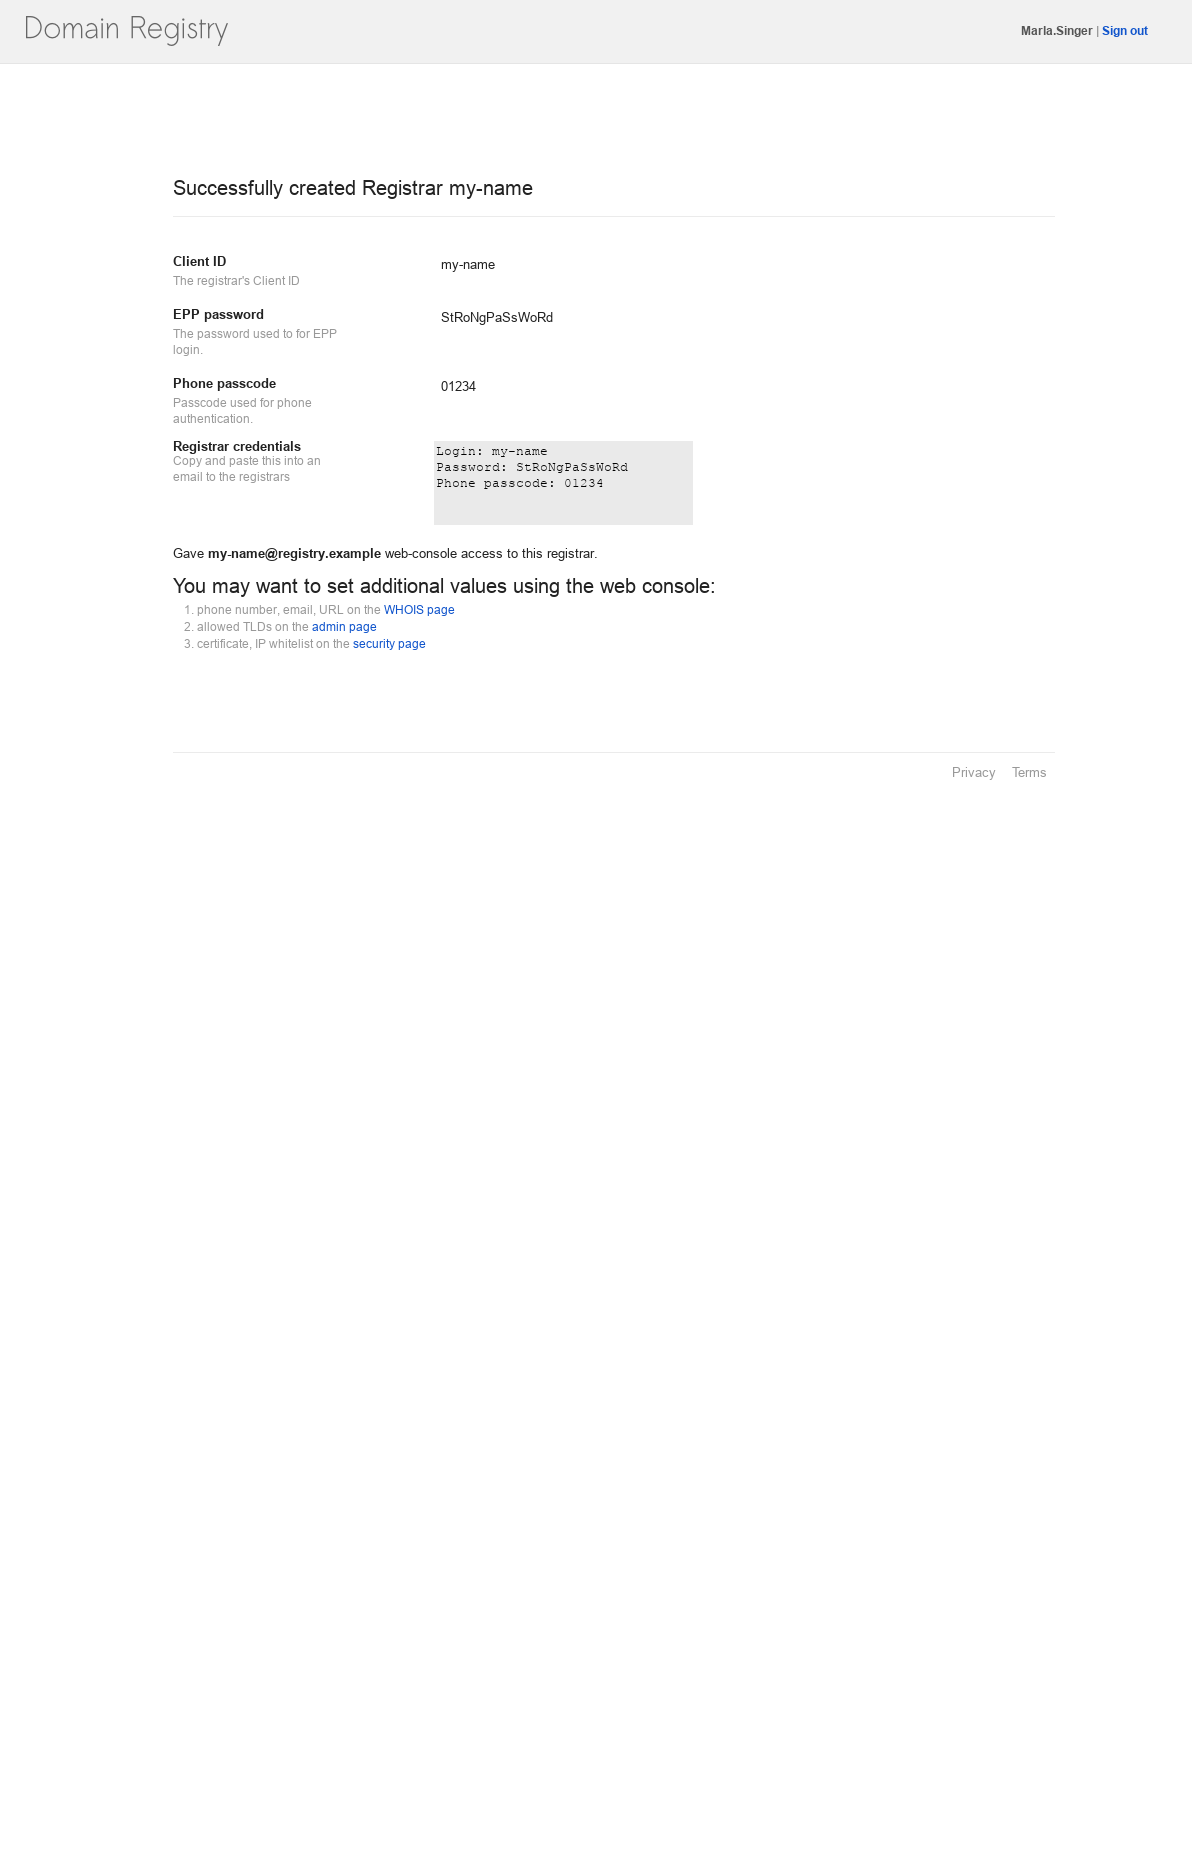 Domain Registry
Marla.Singer | Sign out
Successfully created Registrar my-name
Client ID
The registrar's Client ID
my-name
EPP password
The password used to for EPP
login.
StRoNgPaSsWoRd
Phone passcode
Passcode used for phone
authentication.
01234
Registrar credentials
Copy and paste this into an
email to the registrars
Login: my-name
Password: StRoNgPaSsWoRd
Phone passcode: 01234
Gave my-name@registry.example web-console access to this registrar.
You may want to set additional values using the web console:
1. phone number, email, URL on the WHOIS page
2. allowed TLDs on the admin page
3. certificate, IP whitelist on the security page
Privacy Terms